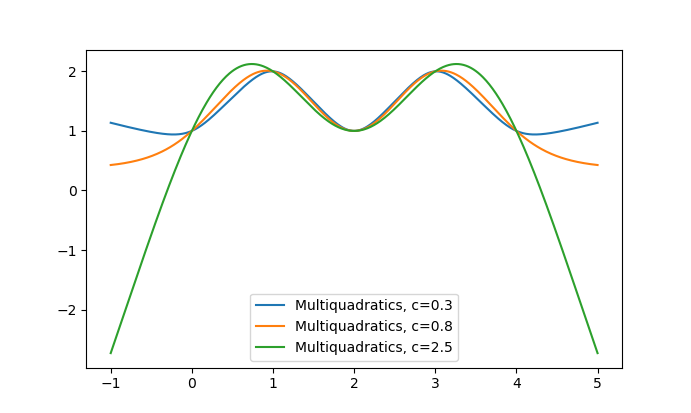 2
1
0
−1
−2
Multiquadratics, c=0.3
Multiquadratics, c=0.8
Multiquadratics, c=2.5
−1 0 1 2 3 4 5